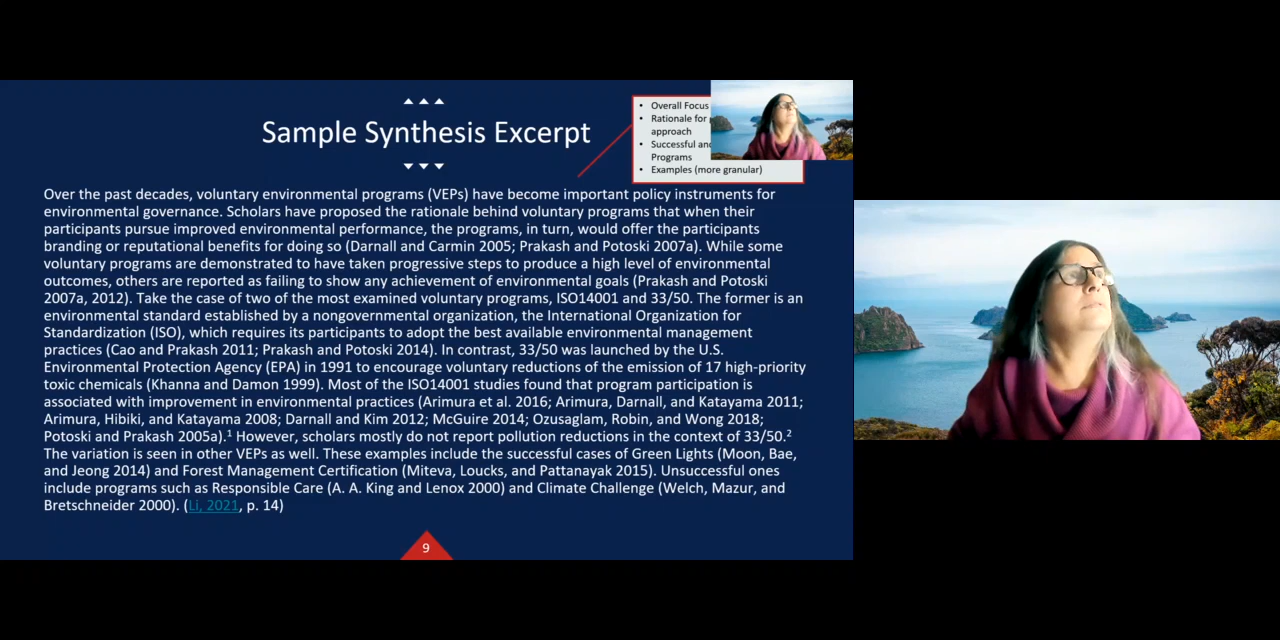 Sample Synthesis Excerpt
• Overall Focus
• Rationale for
approach
• Successful and
Programs
• Examples (more granular)
Over the past decades, voluntary environmental programs (VEPs) have become important policy instruments for
environmental governance. Scholars have proposed the rationale behind voluntary programs that when their
participants pursue improved environmental performance, the programs, in turn, would offer the participants
branding or reputational benefits for doing so (Darnall and Carmin 2005; Prakash and Potoski 2007a). While some
voluntary programs are demonstrated to have taken progressive steps to produce a high level of environmental
outcomes, others are reported as failing to show any achievement of environmental goals (Prakash and Potoski
2007a, 2012). Take the case of two of the most examined voluntary programs, ISO14001 and 33/50. The former is an
environmental standard established by a nongovernmental organization, the International Organization for
Standardization (ISO), which requires its participants to adopt the best available environmental management
practices (Cao and Prakash 2011; Prakash and Potoski 2014). In contrast, 33/50 was launched by the U.S.
Environmental Protection Agency (EPA) in 1991 to encourage voluntary reductions of the emission of 17 high-priority
toxic chemicals (Khanna and Damon 1999). Most of the ISO14001 studies found that program participation is
associated with improvement in environmental practices (Arimura et al. 2016; Arimura, Darnall, and Katayama 2011;
Arimura, Hibiki, and Katayama 2008; Darnall and Kim 2012; McGuire 2014; Ozusaglam, Robin, and Wong 2018;
Potoski and Prakash 2005a).¹ However, scholars mostly do not report pollution reductions in the context of 33/50.²
The variation is seen in other VEPs as well. These examples include the successful cases of Green Lights (Moon, Bae,
and Jeong 2014) and Forest Management Certification (Miteva, Loucks, and Pattanayak 2015). Unsuccessful ones
include programs such as Responsible Care (A. A. King and Lenox 2000) and Climate Challenge (Welch, Mazur, and
Bretschneider 2000). (Li, 2021, p. 14)
9